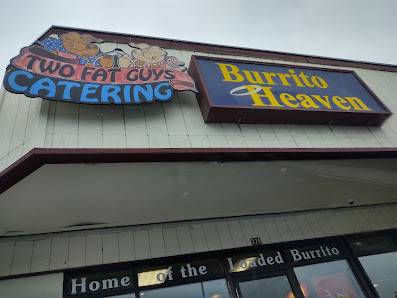 TWO FAT GUYS
CATERING
Burrito
Heaven
Home of the Loaded Burrito